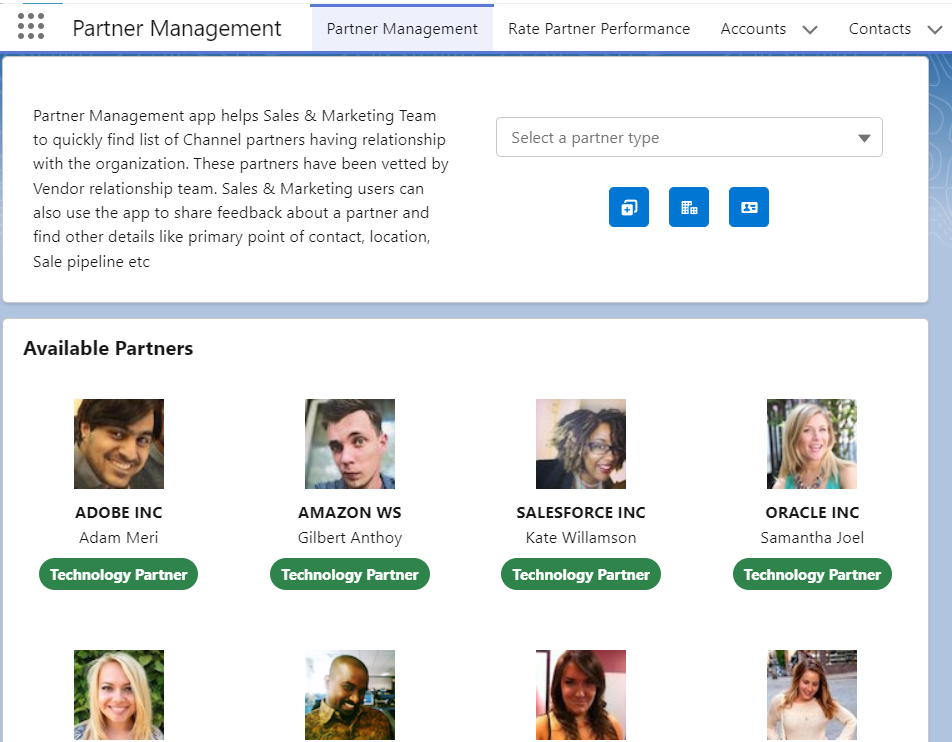 Partner Management
Partner Management
Rate Partner Performance
Accounts
Contacts
Partner Management app helps Sales & Marketing Team
to quickly find list of Channel partners having relationship
with the organization. These partners have been vetted by
Vendor relationship team. Sales & Marketing users can
also use the app to share feedback about a partner and
find other details like primary point of contact, location,
Sale pipeline etc
Select a partner type
Available Partners
ADOBE INC
Adam Meri
Technology Partner
AMAZON WS
Gilbert Anthoy
Technology Partner
SALESFORCE INC
Kate Willamson
Technology Partner
ORACLE INC
Samantha Joel
Technology Partner